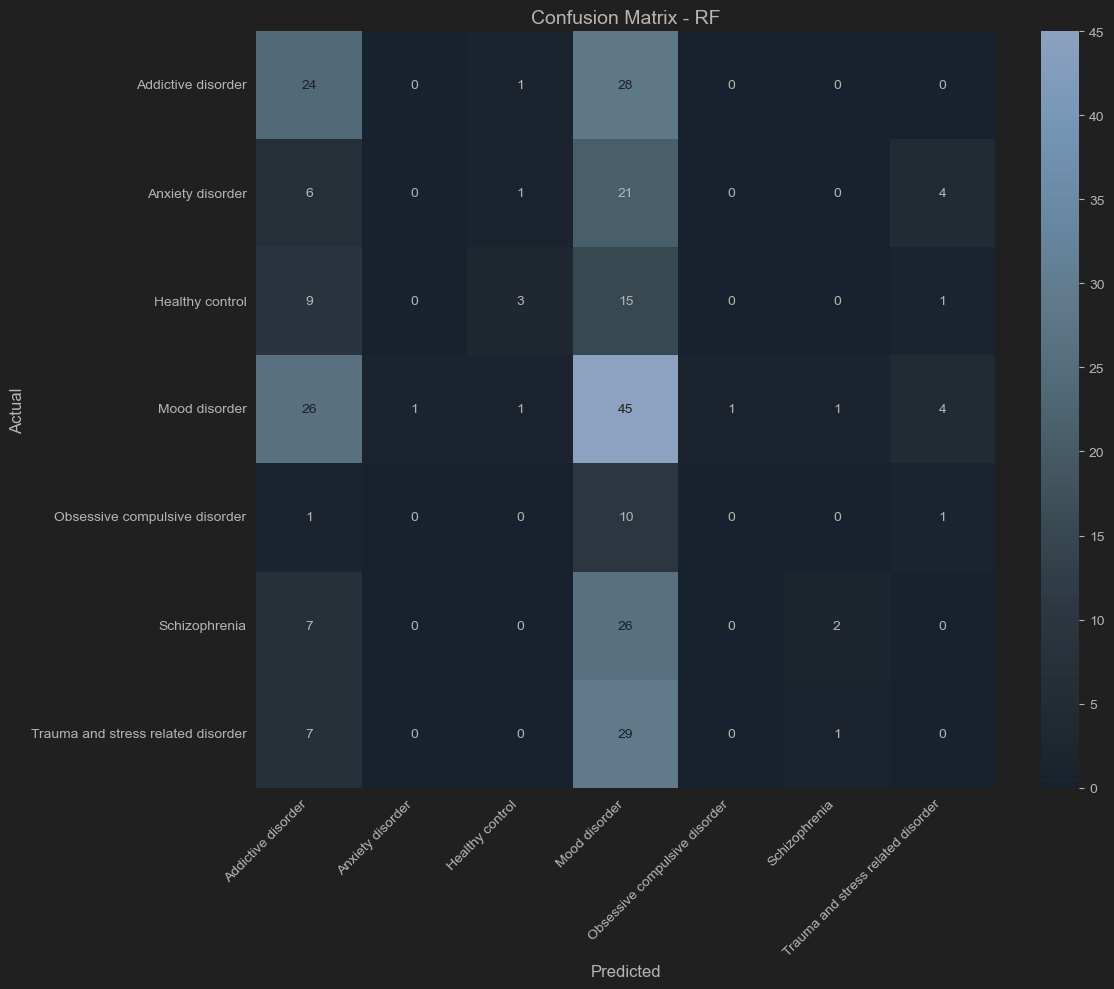 Confusion Matrix - RF
Addictive disorder 24 0 1 28 0 0 0
Anxiety disorder 6 0 1 21 0 0 4
Healthy control 9 0 3 15 0 0 1
Mood disorder 26 1 1 45 1 1 4
Obsessive compulsive disorder 1 0 0 10 0 0 1
Schizophrenia 7 0 0 26 0 2 0
Trauma and stress related disorder 7 0 0 29 0 1 0
Actual
Addictive disorder
Anxiety disorder
Healthy control
Mood disorder
Obsessive compulsive disorder
Schizophrenia
Trauma and stress related disorder
Predicted
45
40
35
30
25
20
15
10
5
0